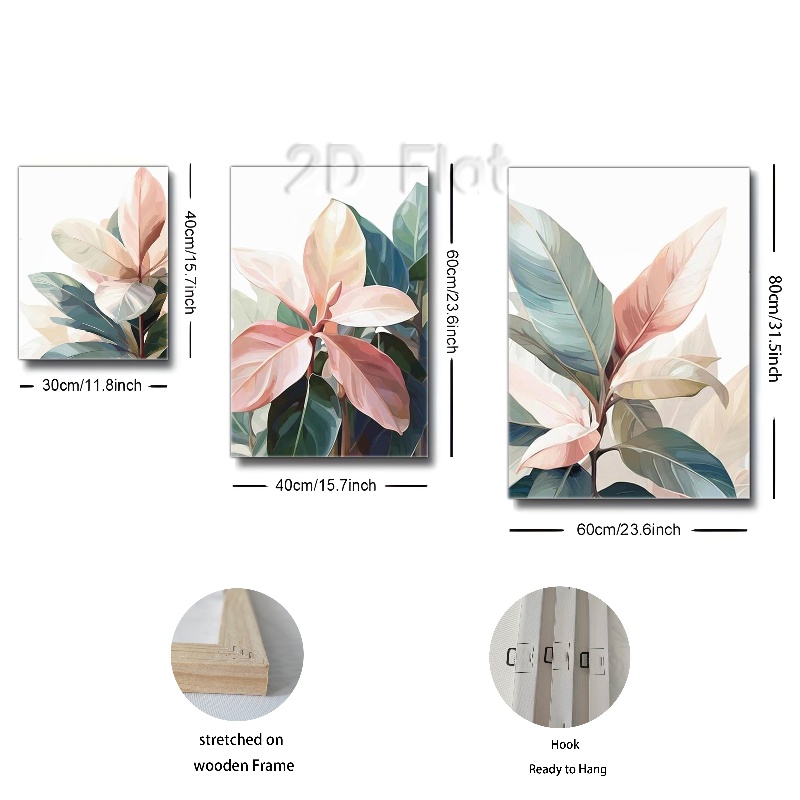 2D Flat
40cm/15.7inch
30cm/11.8inch
60cm/23.6inch
40cm/15.7inch
80cm/31.5inch
60cm/23.6inch
stretched on
wooden Frame
Hook
Ready to Hang